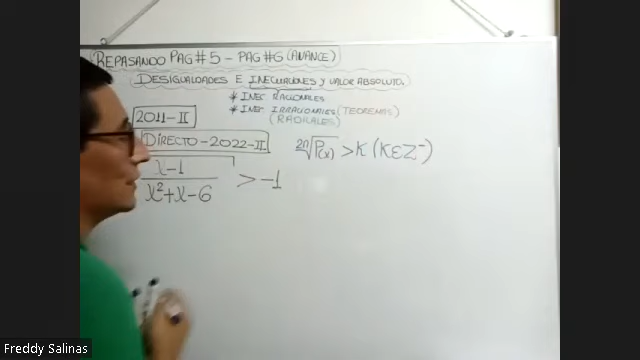 REPASANDO PAG#5 - PAG#6 (AVANCE)
DESIGUALDADES E INECUACIONES Y VALOR ABSOLUTO.
* INEC. RACIONALES
* INEC. IRRACIONALES (TEOREMAS)
(RADICALES)
2011-II
DIRECTO-2022-II
x-1 / x²+x-6 > -1
²ⁿ√P(x) > K (K∈Z⁻)
Freddy Salinas